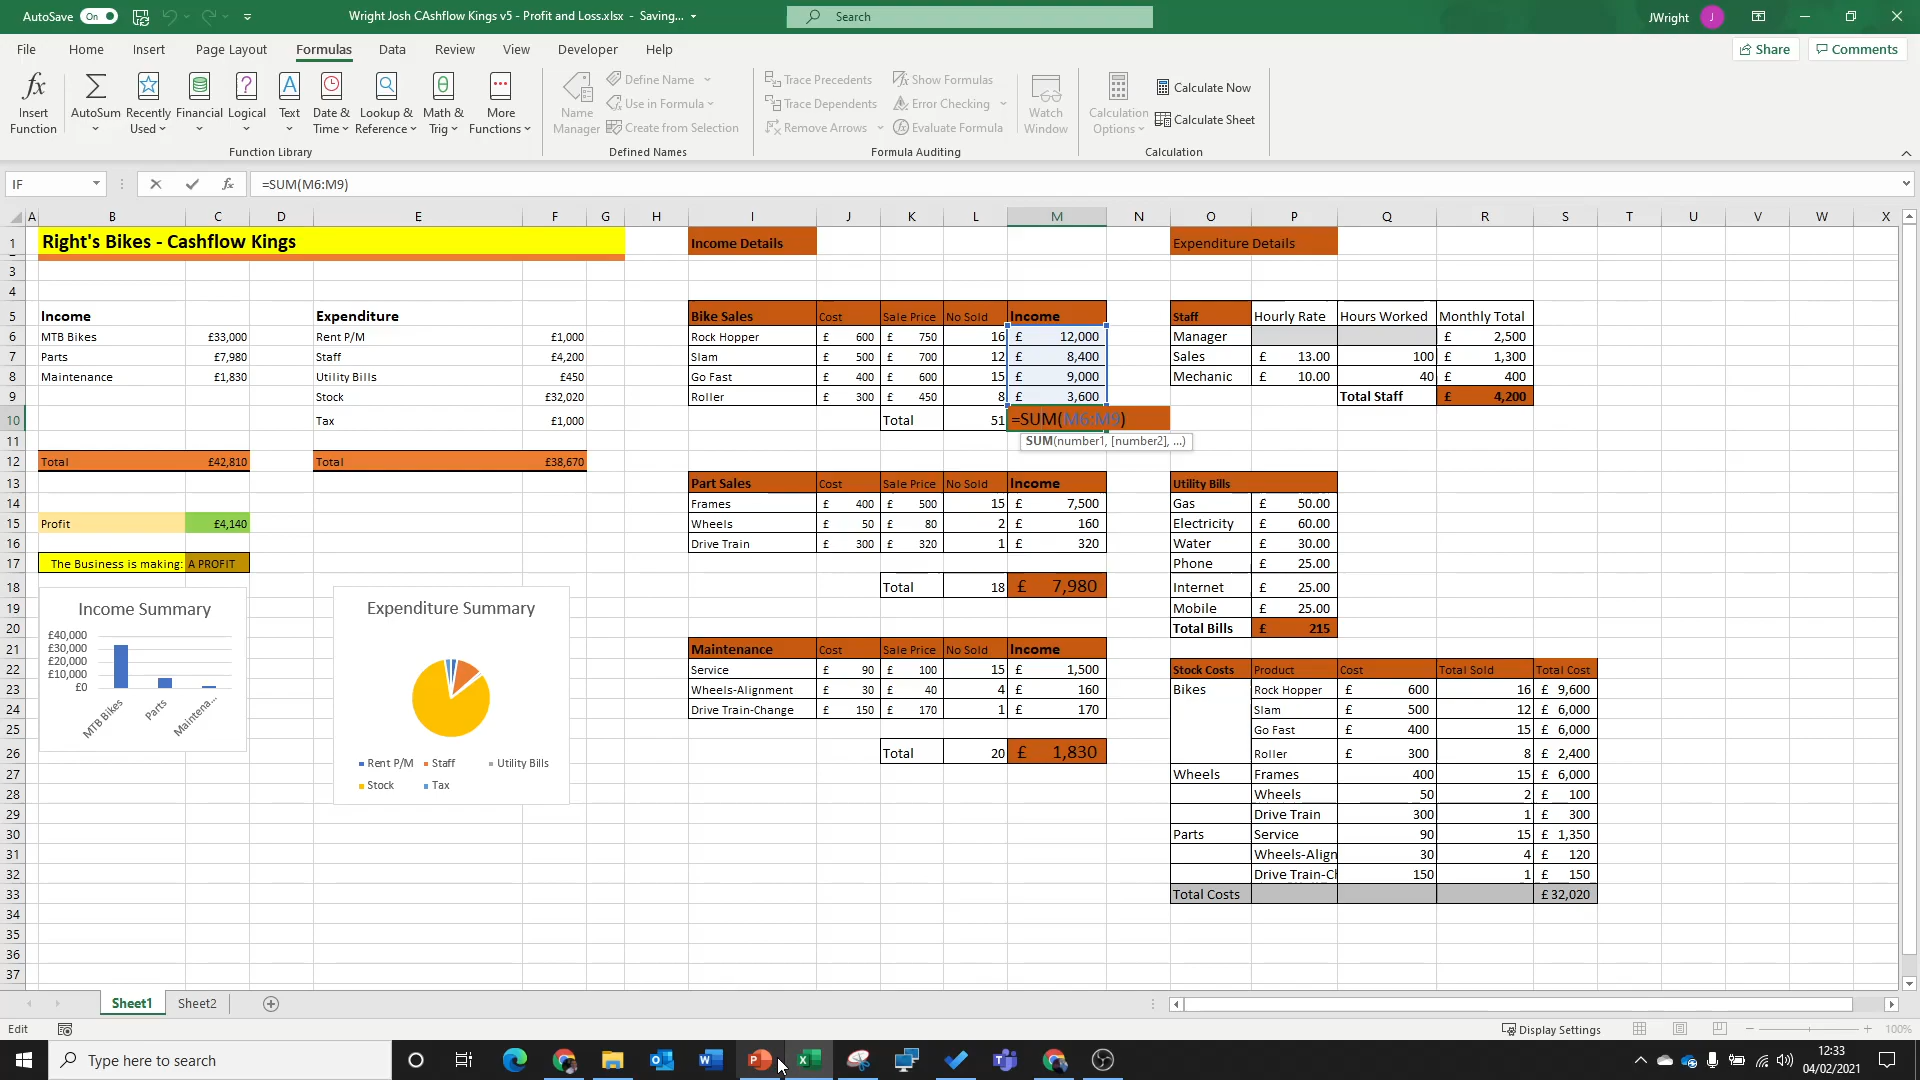 AutoSave On Wright Josh CAshflow Kings v5 - Profit and Loss.xlsx - Saving... Search JWright J
File Home Insert Page Layout Formulas Data Review View Developer Help Share Comments
Insert Function AutoSum Recently Used Financial Logical Text Date & Time Lookup & Reference Math & Trig More Functions
Function Library
Name Manager Define Name Use in Formula Create from Selection
Defined Names
Trace Precedents Trace Dependents Remove Arrows Show Formulas Error Checking Evaluate Formula Watch Window
Formula Auditing
Calculation Options Calculate Now Calculate Sheet
Calculation
IF fx =SUM(M6:M9)
A B C D E F G H I J K L M N O P Q R S T U V W X
1 Right's Bikes - Cashflow Kings Income Details Expenditure Details
3
4
5 Income Expenditure Bike Sales Cost Sale Price No Sold Income Staff Hourly Rate Hours Worked Monthly Total
6 MTB Bikes £33,000 Rent P/M £1,000 Rock Hopper £ 600 £ 750 16 £ 12,000 Manager £ 2,500
7 Parts £7,980 Staff £4,200 Slam £ 500 £ 700 12 £ 8,400 Sales £ 13.00 100 £ 1,300
8 Maintenance £1,830 Utility Bills £450 Go Fast £ 400 £ 600 15 £ 9,000 Mechanic £ 10.00 40 £ 400
9 Stock £32,020 Roller £ 300 £ 450 8 £ 3,600 Total Staff £ 4,200
10 Tax £1,000 Total 51 =SUM(M6:M9)
11 SUM(number1, [number2], ...)
12 Total £42,810 Total £38,670
13 Part Sales Cost Sale Price No Sold Income Utility Bills
14 Frames £ 400 £ 500 15 £ 7,500 Gas £ 50.00
15 Profit £4,140 Wheels £ 50 £ 80 2 £ 160 Electricity £ 60.00
16 Drive Train £ 300 £ 320 1 £ 320 Water £ 30.00
17 The Business is making: A PROFIT Phone £ 25.00
18 Total 18 £ 7,980 Internet £ 25.00
19 Mobile £ 25.00
20 Total Bills £ 215
21 Maintenance Cost Sale Price No Sold Income
22 Service £ 90 £ 100 15 £ 1,500 Stock Costs Product Cost Total Sold Total Cost
23 Wheels-Alignment £ 30 £ 40 4 £ 160 Bikes Rock Hopper £ 600 16 £ 9,600
24 Drive Train-Change £ 150 £ 170 1 £ 170 Slam £ 500 12 £ 6,000
25 Go Fast £ 400 15 £ 6,000
26 Total 20 £ 1,830 Roller £ 300 8 £ 2,400
27 Wheels Frames 400 15 £ 6,000
28 Wheels 50 2 £ 100
29 Drive Train 300 1 £ 300
30 Parts Service 90 15 £ 1,350
31 Wheels-Align 30 4 £ 120
32 Drive Train-Cl 150 1 £ 150
33 Total Costs £ 32,020
34
35
36
37
Income Summary
£40,000
£30,000
£20,000
£10,000
£0
MTB Bikes Parts Maintena...
Expenditure Summary
Rent P/M Staff Utility Bills
Stock Tax
Sheet1 Sheet2
Edit Display Settings 100%
Type here to search
12:33
04/02/2021